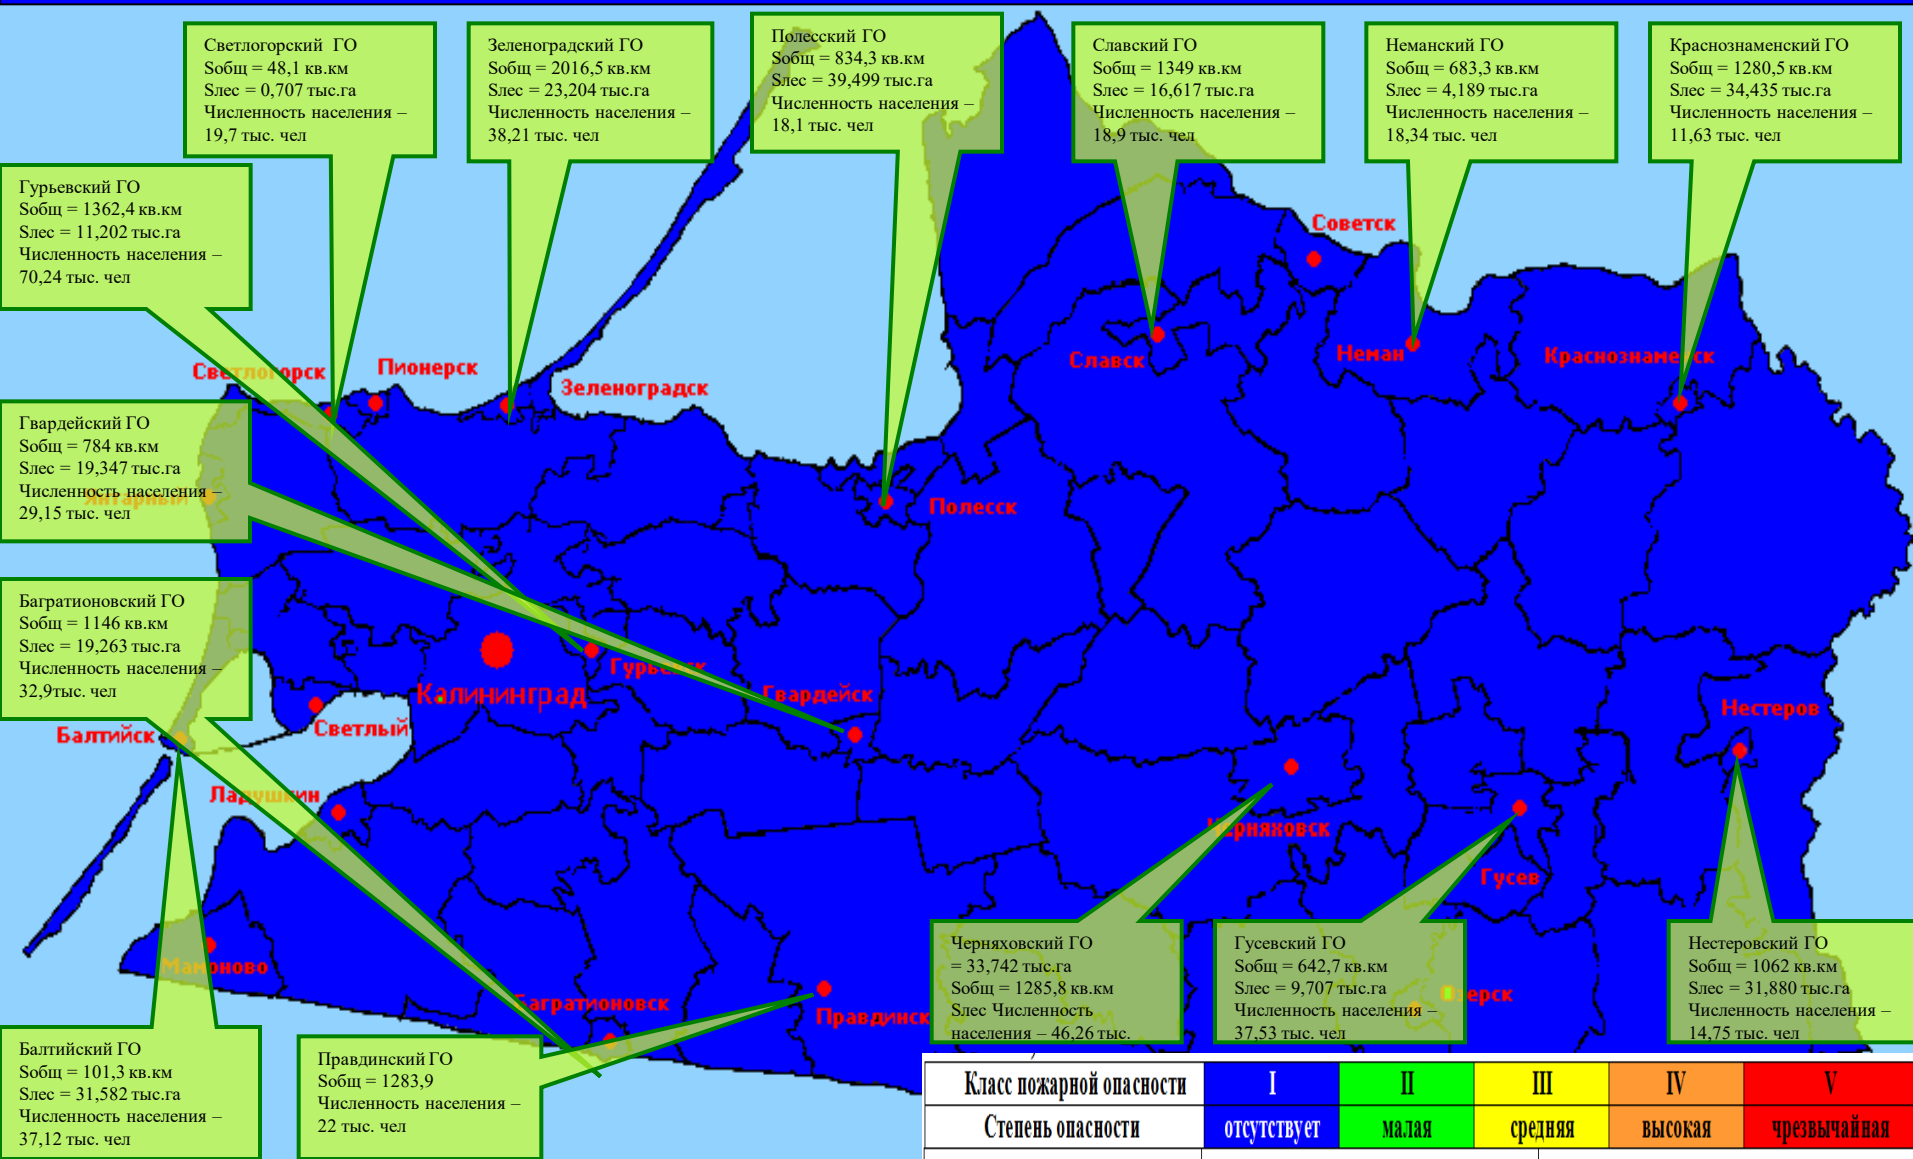 Светлогорский ГО
Sобщ = 48,1 кв.км
Sлес = 0,707 тыс.га
Численность населения –
19,7 тыс. чел
Зеленоградский ГО
Sобщ = 2016,5 кв.км
Sлес = 23,204 тыс.га
Численность населения –
38,21 тыс. чел
Полесский ГО
Sобщ = 834,3 кв.км
Sлес = 39,499 тыс.га
Численность населения –
18,1 тыс. чел
Славский ГО
Sобщ = 1349 кв.км
Sлес = 16,617 тыс.га
Численность населения –
18,9 тыс. чел
Неманский ГО
Sобщ = 683,3 кв.км
Sлес = 4,189 тыс.га
Численность населения –
18,34 тыс. чел
Краснознаменский ГО
Sобщ = 1280,5 кв.км
Sлес = 34,435 тыс.га
Численность населения –
11,63 тыс. чел
Гурьевский ГО
Sобщ = 1362,4 кв.км
Sлес = 11,202 тыс.га
Численность населения –
70,24 тыс. чел
Советск
Славск
Неман
Краснознаменск
Светлогорск
Пионерск
Зеленоградск
Гвардейский ГО
Sобщ = 784 кв.км
Sлес = 19,347 тыс.га
Численность населения –
29,15 тыс. чел
Янтарный
Полесск
Багратионовский ГО
Sобщ = 1146 кв.км
Sлес = 19,263 тыс.га
Численность населения –
32,9тыс. чел
Гурьевск
Калининград
Гвардейск
Нестеров
Светлый
Балтийск
Ладушкин
Черняховск
Гусев
Мамоново
Багратионовск
Правдинск
Озерск
Черняховский ГО
= 33,742 тыс.га
Sобщ = 1285,8 кв.км
Sлес Численность
населения – 46,26 тыс.
Гусевский ГО
Sобщ = 642,7 кв.км
Sлес = 9,707 тыс.га
Численность населения –
37,53 тыс. чел
Нестеровский ГО
Sобщ = 1062 кв.км
Sлес = 31,880 тыс.га
Численность населения –
14,75 тыс. чел
Балтийский ГО
Sобщ = 101,3 кв.км
Sлес = 31,582 тыс.га
Численность населения –
37,12 тыс. чел
Правдинский ГО
Sобщ = 1283,9
Численность населения –
22 тыс. чел
Класс пожарной опасности I II III IV V
Степень опасности отсутствует малая средняя высокая чрезвычайная